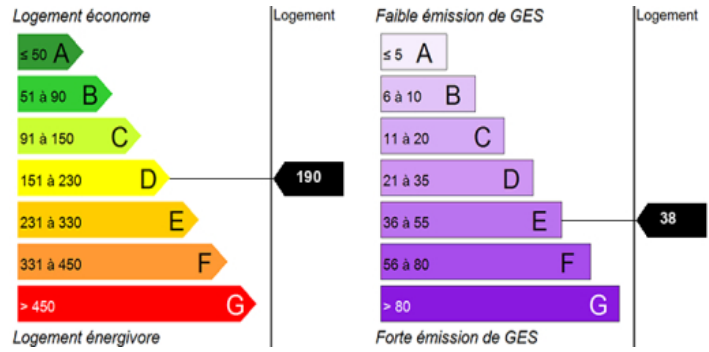 Logement économe
Logement
≤ 50 A
51 à 90 B
91 à 150 C
151 à 230 D
190
231 à 330 E
331 à 450 F
> 450 G
Logement énergivore
Faible émission de GES
Logement
≤ 5 A
6 à 10 B
11 à 20 C
21 à 35 D
36 à 55 E
38
56 à 80 F
> 80 G
Forte émission de GES